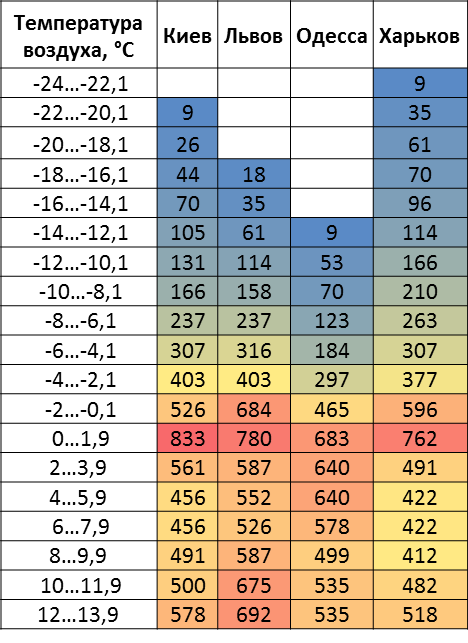 Температура воздуха, °C Киев Львов Одесса Харьков
-24...-22,1 9
-22...-20,1 9 35
-20...-18,1 26 61
-18...-16,1 44 18 70
-16...-14,1 70 35 96
-14...-12,1 105 61 9 114
-12...-10,1 131 114 53 166
-10...-8,1 166 158 70 210
-8...-6,1 237 237 123 263
-6...-4,1 307 316 184 307
-4...-2,1 403 403 297 377
-2...-0,1 526 684 465 596
0...1,9 833 780 683 762
2...3,9 561 587 640 491
4...5,9 456 552 640 422
6...7,9 456 526 578 422
8...9,9 491 587 499 412
10...11,9 500 675 535 482
12...13,9 578 692 535 518